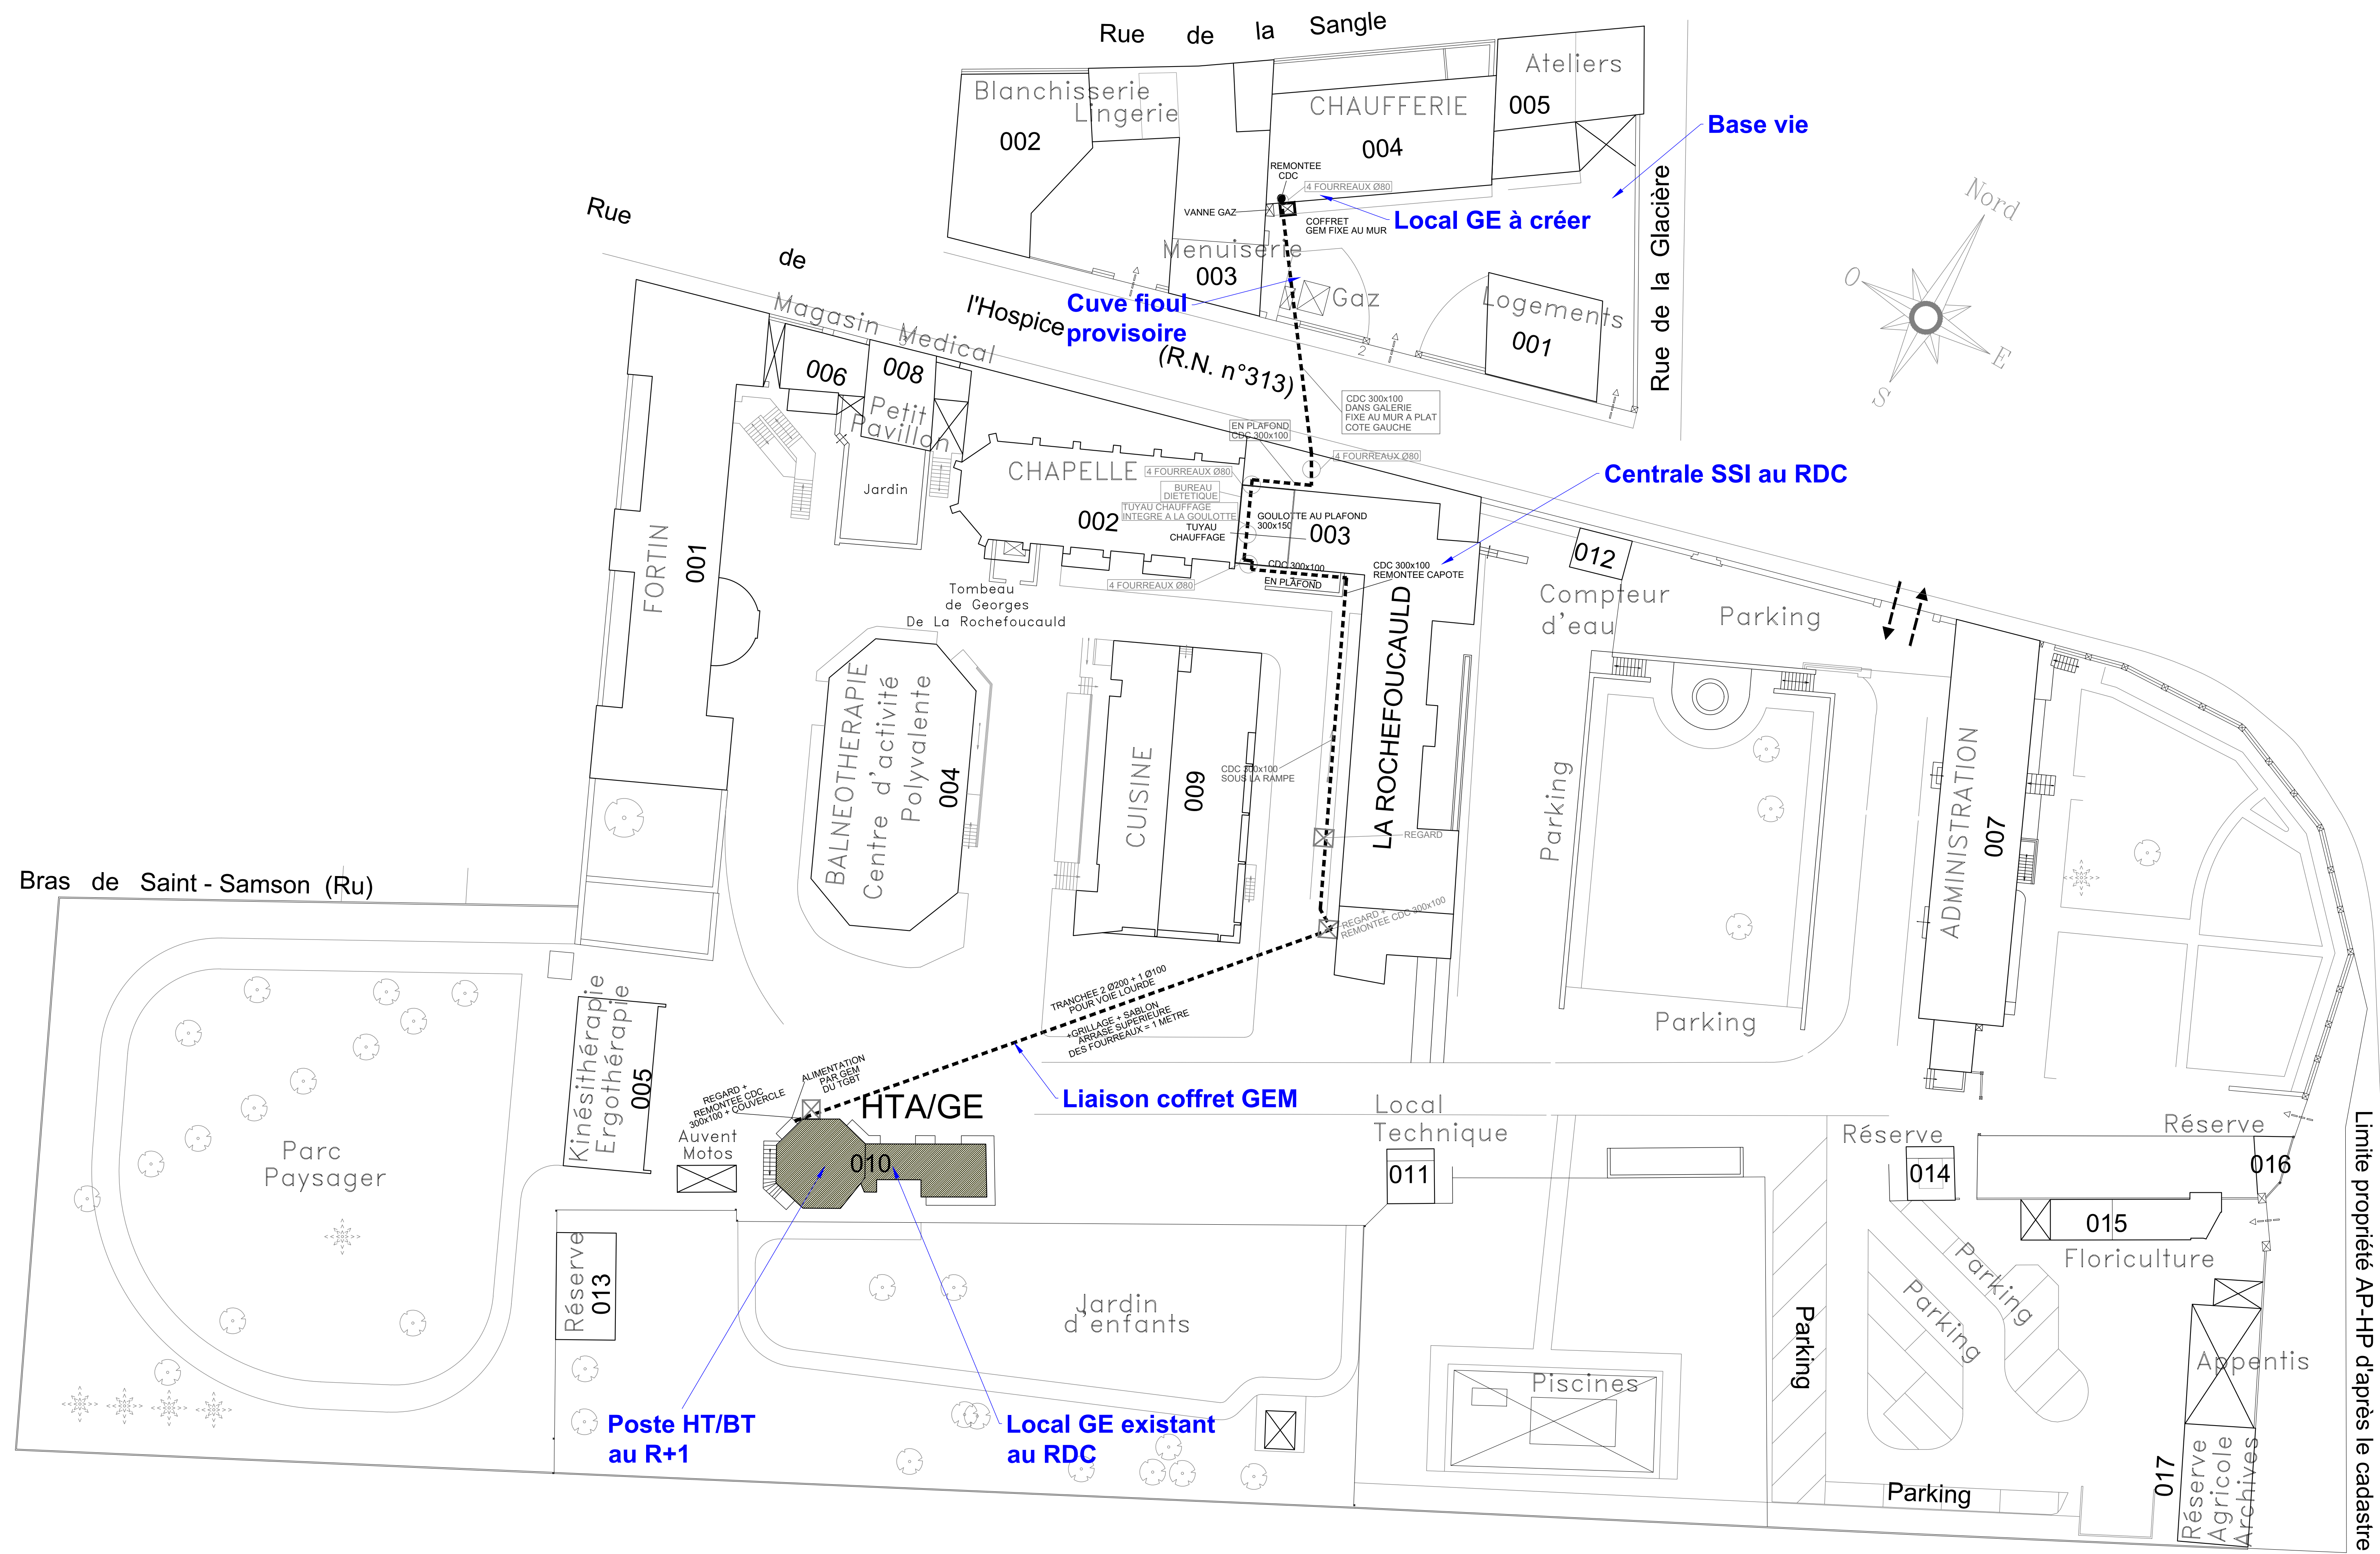 Rue de la Sangle
Blanchisserie
Lingerie
002
CHAUFFERIE
004
Ateliers
005
Base vie
REMONTEE
CDC
4 FOURREAUX Ø80
VANNE GAZ
COFFRET
GEM FIXE AU MUR
Local GE à créer
Menuiserie
003
Cuve fioul
provisoire
Gaz
2
Logements
001
Rue de la Glacière
Nord
O
E
S
Rue de l'Hospice (R.N. n°313)
Magasin Medical
006
008
Petit
Pavillon
Jardin
CDC 300x100
DANS GALERIE
FIXE AU MUR A PLAT
COTE GAUCHE
EN PLAFOND
CDC 300x100
4 FOURREAUX Ø80
4 FOURREAUX Ø80
CHAPELLE
002
BUREAU
DIETETIQUE
TUYAU CHAUFFAGE
INTEGRE A LA GOULOTTE
TUYAU
CHAUFFAGE
GOULOTTE AU PLAFOND
300x150
003
Centrale SSI au RDC
CDC 300x100
EN PLAFOND
CDC 300x100
REMONTEE CAPOTE
4 FOURREAUX Ø80
012
Compteur
d'eau
Parking
FORTIN
001
Tombeau
de Georges
De La Rochefoucauld
BALNEOTHERAPIE
Centre d'activité
Polyvalente
004
CUISINE
009
CDC 300x100
SOUS LA RAMPE
LA ROCHEFOUCAULD
REGARD
REGARD +
REMONTEE CDC 300x100
Parking
Parking
ADMINISTRATION
007
Bras de Saint - Samson (Ru)
Parc
Paysager
Kinésithérapie
Ergothérapie
005
TRANCHEE 2 Ø200 + 1 Ø100
POUR VOIE LOURDE
+GRILLAGE + SABLON
ARRASE SUPERIEURE
DES FOURREAUX = 1 METRE
REGARD +
REMONTEE CDC
300x100 + COUVERCLE
ALIMENTATION
PAR GEM
DU TGBT
HTA/GE
Liaison coffret GEM
Auvent
Motos
010
Local
Technique
011
Réserve
014
Réserve
016
015
Floriculture
Réserve
013
Jardin
d'enfants
Poste HT/BT
au R+1
Local GE existant
au RDC
Piscines
Parking
Parking
Parking
Parking
Appentis
017
Réserve
Agricole
Archives
Limite propriété AP-HP d'après le cadastre